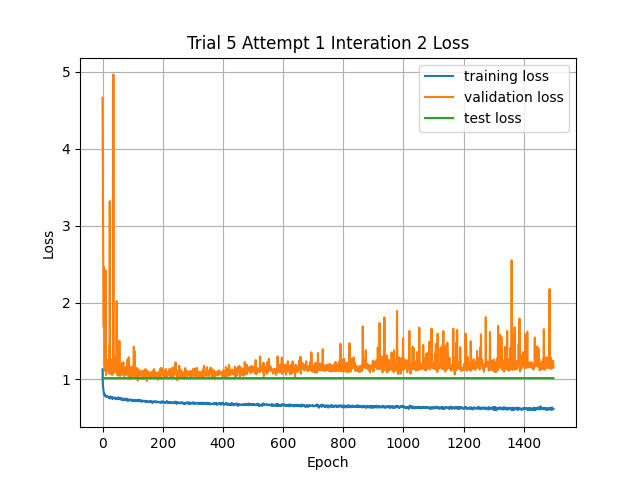 Trial 5 Attempt 1 Interation 2 Loss
training loss
validation loss
test loss
5
4
3
2
1
Loss
0 200 400 600 800 1000 1200 1400
Epoch